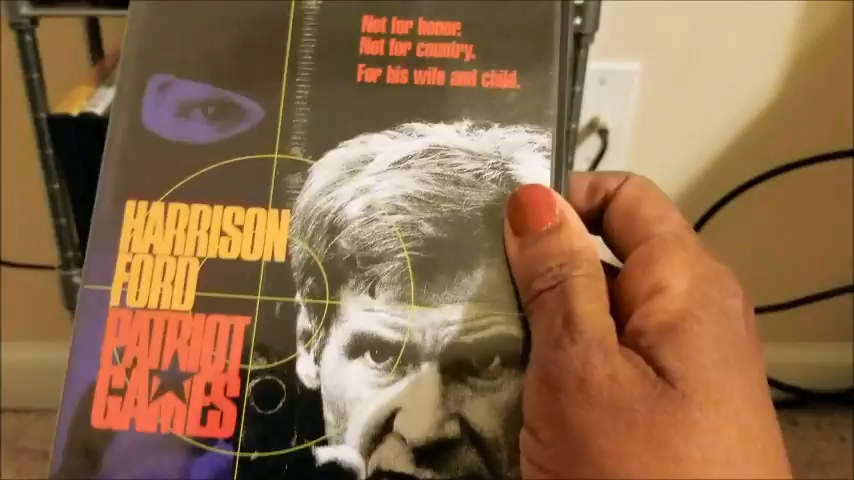 Not for honor.
Not for country.
For his wife and child.
HARRISON
FORD
PATRIOT
GAMES